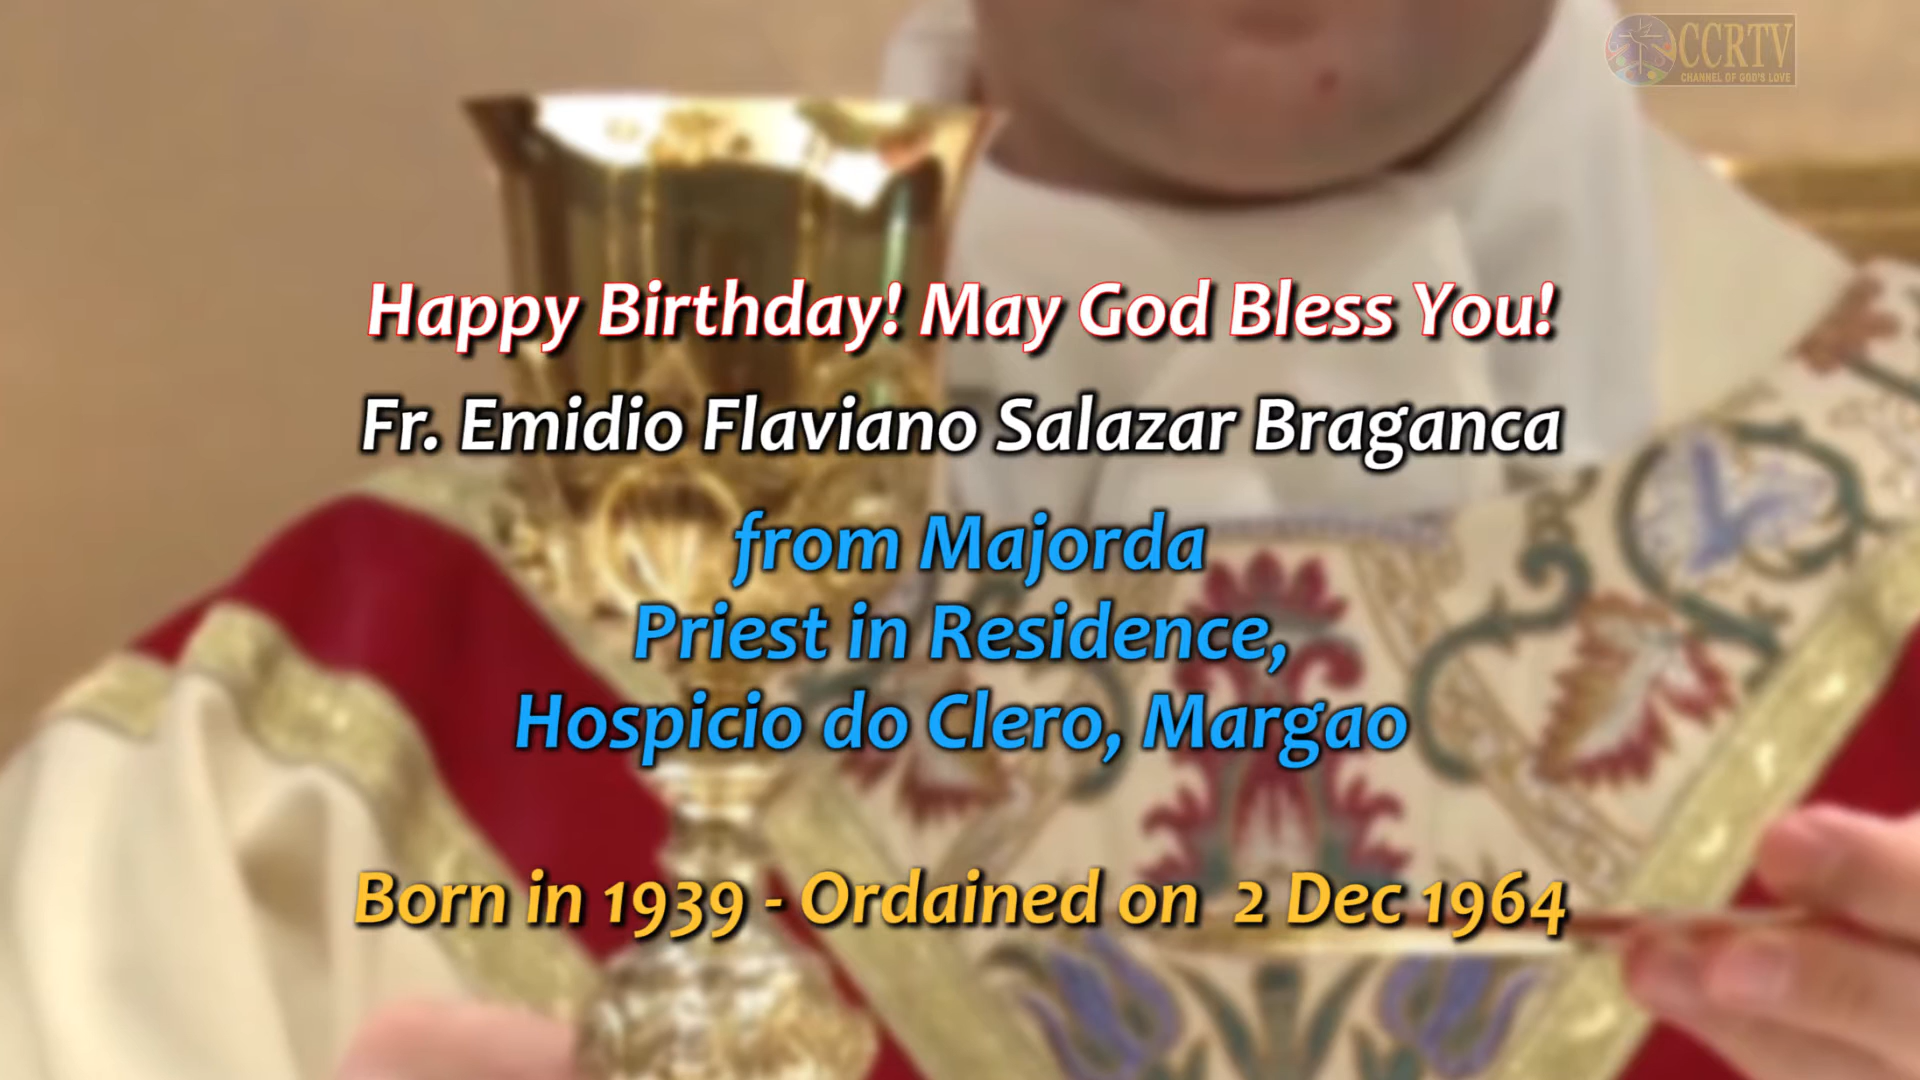 CCRTV
CHANNEL OF GOD'S LOVE
Happy Birthday! May God Bless You!
Fr. Emidio Flaviano Salazar Braganca
from Majorda
Priest in Residence,
Hospicio do Clero, Margao
Born in 1939 - Ordained on 2 Dec 1964